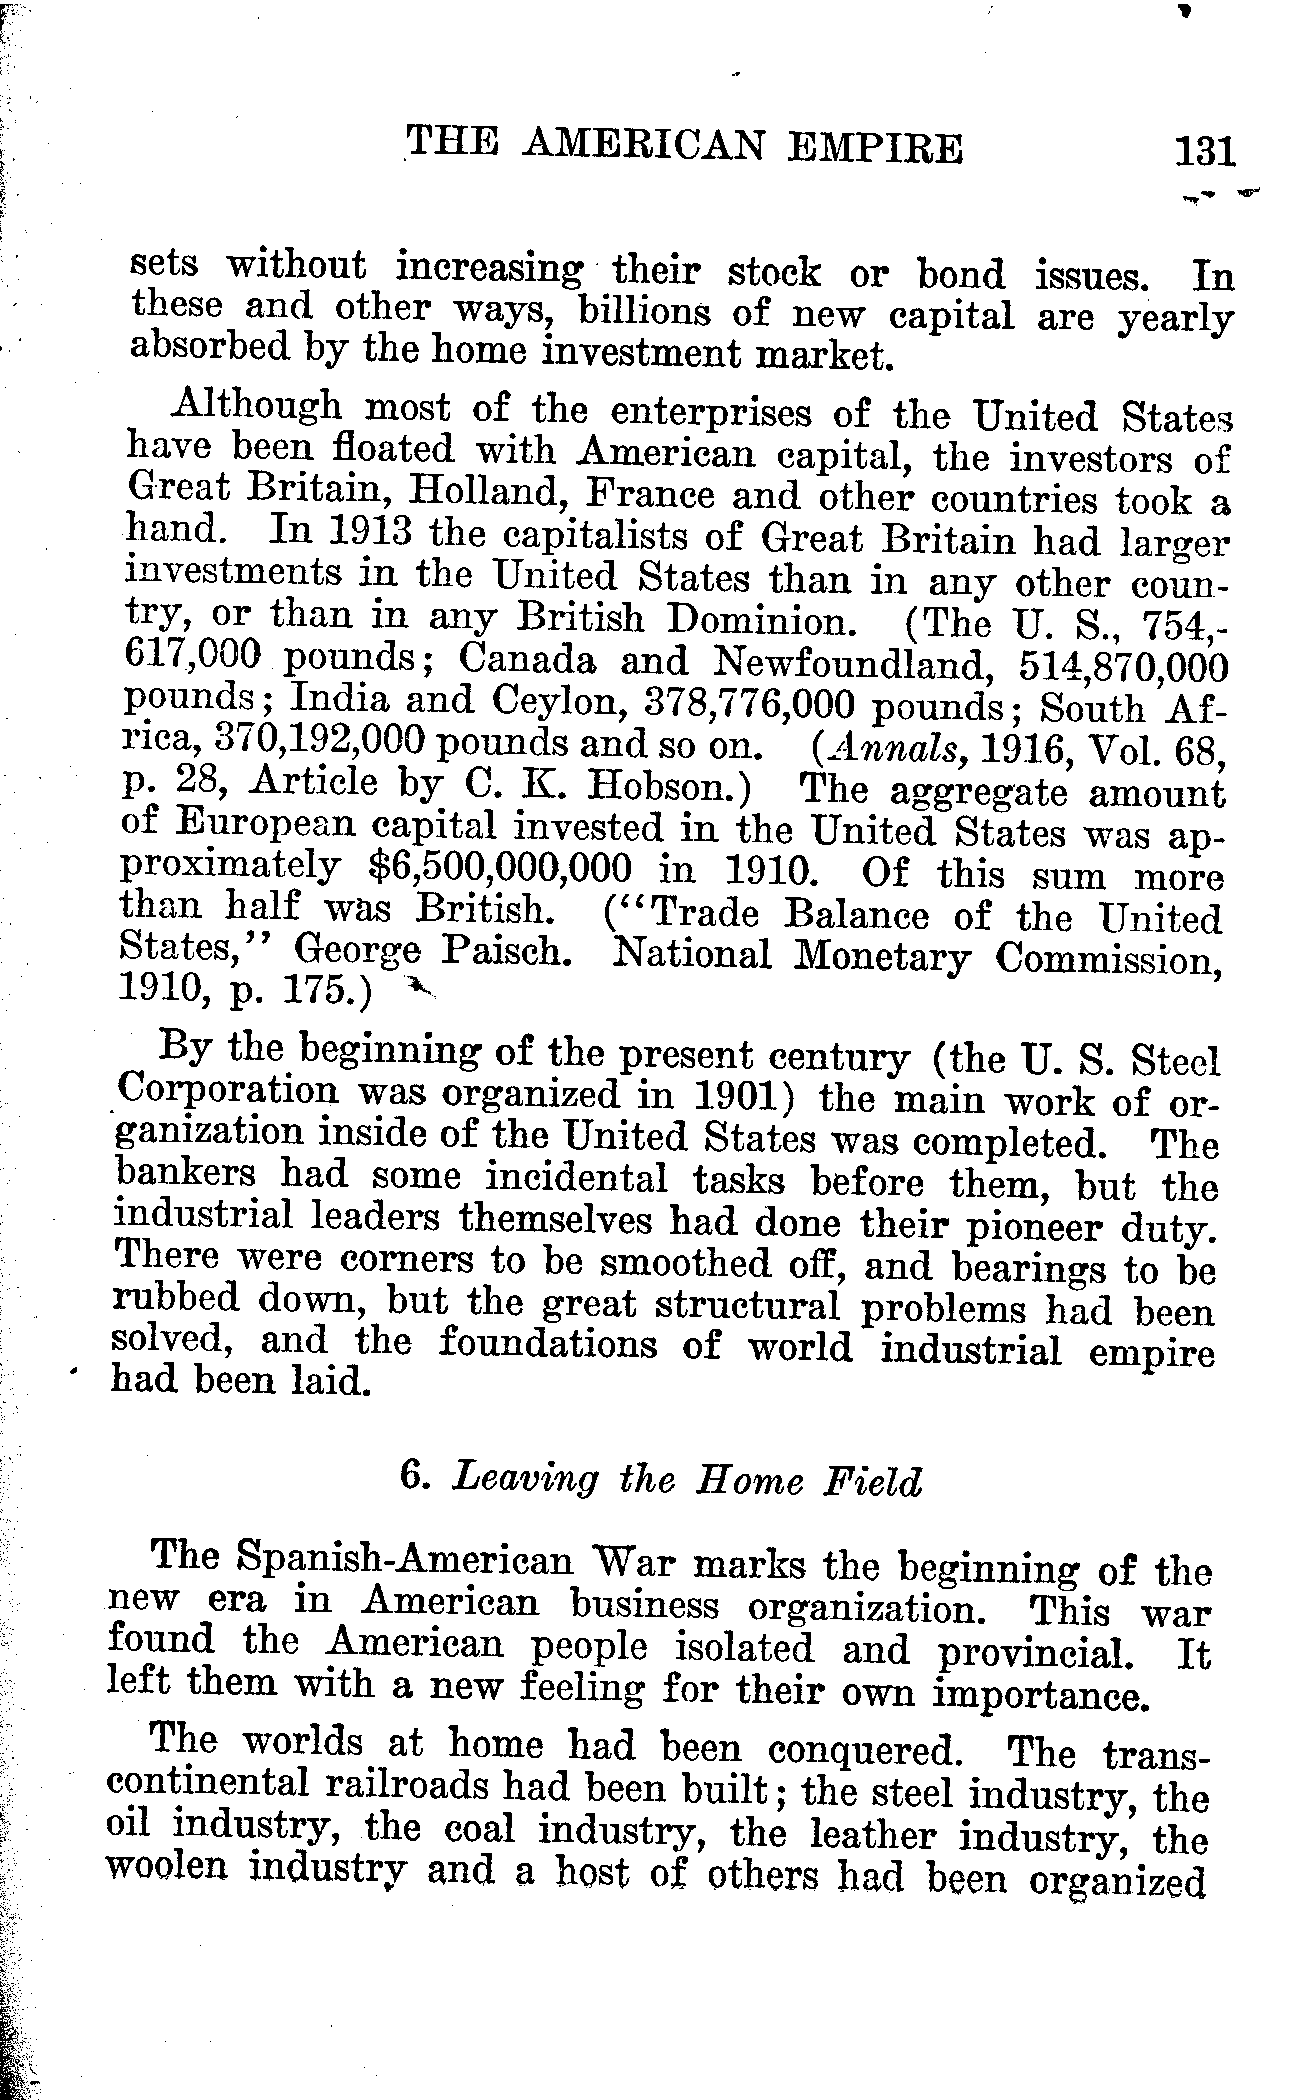 THE AMERICAN EMPIRE 131
sets without increasing their stock or bond issues. In
these and other ways, billions of new capital are yearly
absorbed by the home investment market.
Although most of the enterprises of the United States
have been floated with American capital, the investors of
Great Britain, Holland, France and other countries took a
hand. In 1913 the capitalists of Great Britain had larger
investments in the United States than in any other coun-
try, or than in any British Dominion. (The U. S., 754,-
617,000 pounds; Canada and Newfoundland, 514,870,000
pounds; India and Ceylon, 378,776,000 pounds; South Af-
rica, 370,192,000 pounds and so on. (Annals, 1916, Vol. 68,
p. 28, Article by C. K. Hobson.) The aggregate amount
of European capital invested in the United States was ap-
proximately $6,500,000,000 in 1910. Of this sum more
than half was British. (“Trade Balance of the United
States,” George Paisch. National Monetary Commission,
1910, p. 175.)
By the beginning of the present century (the U. S. Steel
Corporation was organized in 1901) the main work of or-
ganization inside of the United States was completed. The
bankers had some incidental tasks before them, but the
industrial leaders themselves had done their pioneer duty.
There were corners to be smoothed off, and bearings to be
rubbed down, but the great structural problems had been
solved, and the foundations of world industrial empire
had been laid.
6. Leaving the Home Field
The Spanish-American War marks the beginning of the
new era in American business organization. This war
found the American people isolated and provincial. It
left them with a new feeling for their own importance.
The worlds at home had been conquered. The trans-
continental railroads had been built; the steel industry, the
oil industry, the coal industry, the leather industry, the
woolen industry and a host of others had been organized